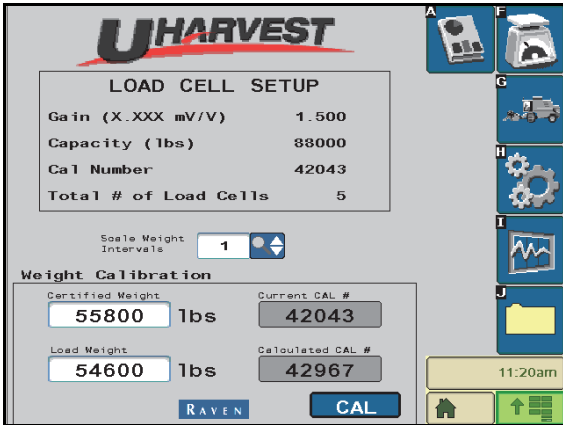 UHARVEST
LOAD CELL SETUP
Gain (X.XXX mV/V) 1.500
Capacity (lbs) 88000
Cal Number 42043
Total # of Load Cells 5
Scale Weight
Intervals
1
Weight Calibration
Certified Weight
55800 lbs
Current CAL #
42043
Load Weight
54600 lbs
Calculated CAL #
42967
RAVEN
CAL
A
F
G
H
I
J
11:20am